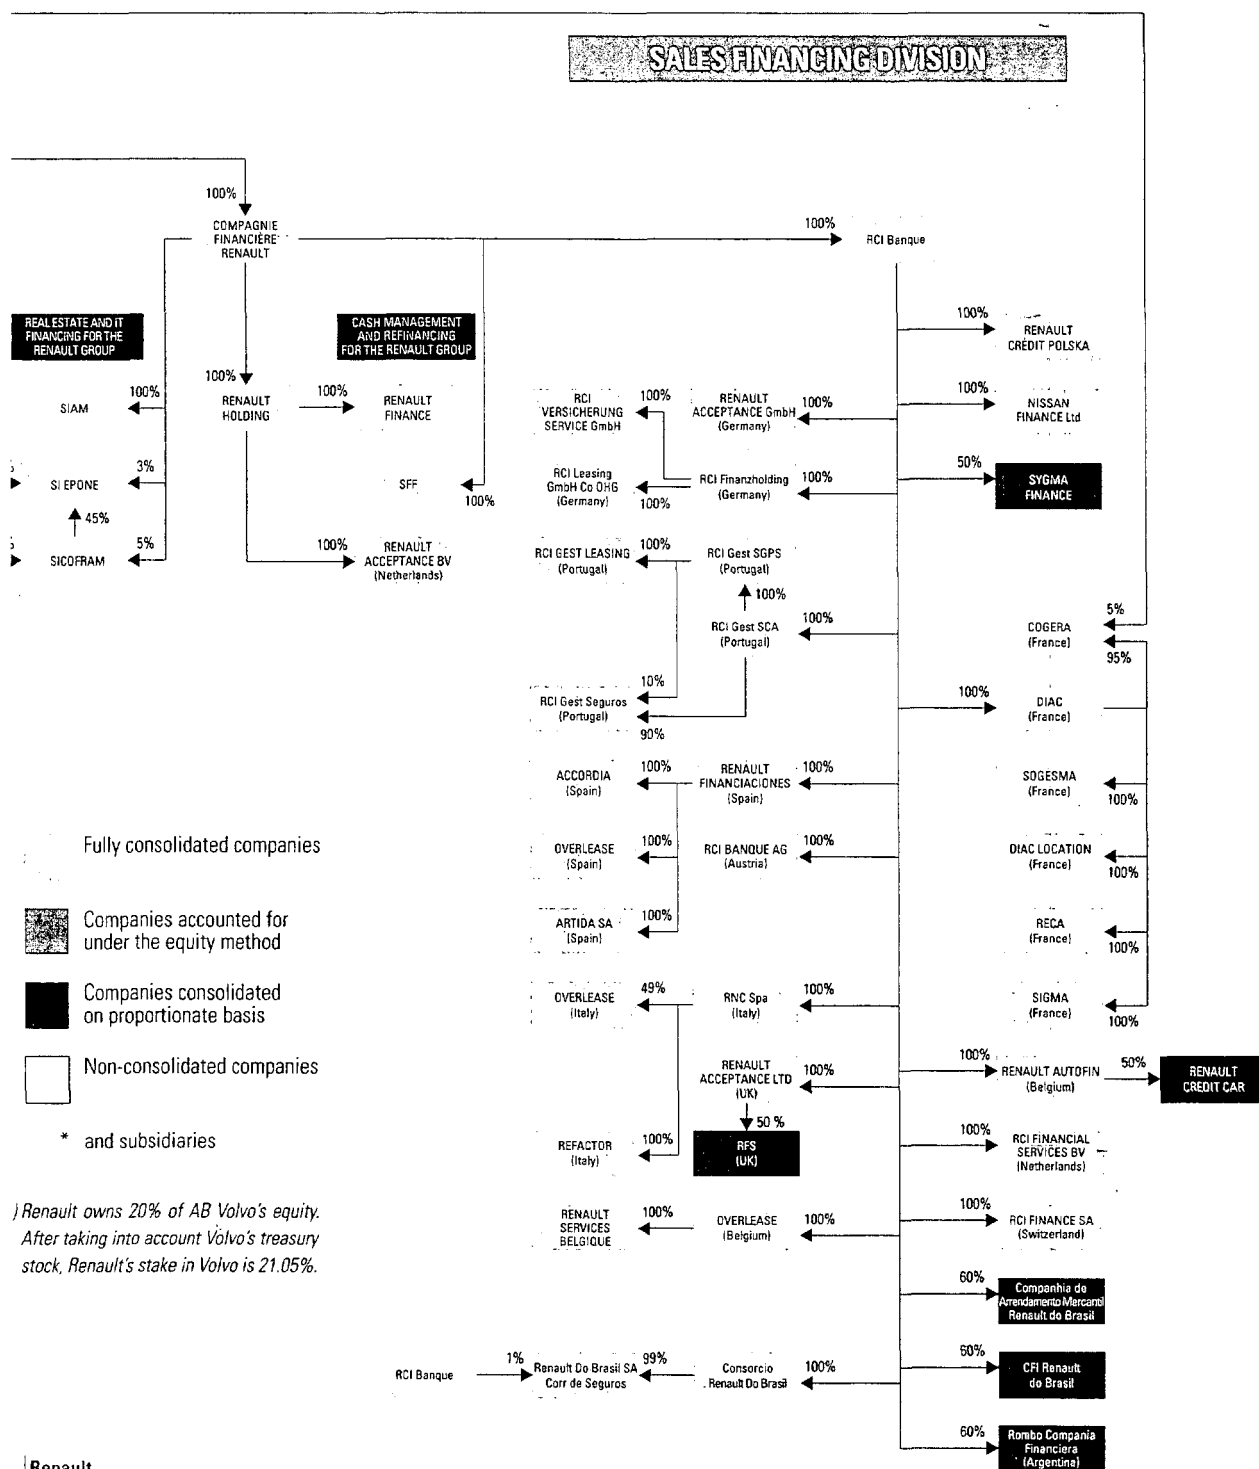 SALES FINANCING DIVISION
100%
COMPAGNIE
FINANCIÈRE
RENAULT
100%
RCI Banque
REAL ESTATE AND IT
FINANCING FOR THE
RENAULT GROUP
CASH MANAGEMENT
AND REFINANCING
FOR THE RENAULT GROUP
100%
RENAULT
CRÉDIT POLSKA
SIAM
100%
100%
RENAULT
HOLDING
100%
RENAULT
FINANCE
RCI
VERSICHERUNG
SERVICE GmbH
100%
RENAULT
ACCEPTANCE GmbH
(Germany)
100%
100%
NISSAN
FINANCE Ltd
SI EPONE
3%
SFF
100%
RCI Leasing
GmbH Co OHG
(Germany)
100%
RCI Finanzholding
(Germany)
100%
50%
SYGMA
FINANCE
45%
SICOFRAM
5%
100%
RENAULT
ACCEPTANCE BV
(Netherlands)
RCI GEST LEASING
(Portugal)
100%
RCI Gest SGPS
(Portugal)
100%
RCI Gest SCA
(Portugal)
100%
COGERA
(France)
5%
95%
RCI Gest Seguros
(Portugal)
10%
90%
100%
DIAC
(France)
ACCORDIA
(Spain)
100%
RENAULT
FINANCIACIONES
(Spain)
100%
SOGESMA
(France)
100%
Fully consolidated companies
OVERLEASE
(Spain)
100%
RCI BANQUE AG
(Austria)
100%
DIAC LOCATION
(France)
100%
Companies accounted for
under the equity method
ARTIDA SA
(Spain)
100%
RECA
(France)
100%
Companies consolidated
on proportionate basis
OVERLEASE
(Italy)
49%
RNC Spa
(Italy)
100%
SIGMA
(France)
100%
Non-consolidated companies
RENAULT
ACCEPTANCE LTD
(UK)
100%
100%
RENAULT AUTOFIN
(Belgium)
50%
RENAULT
CREDIT CAR
50 %
* and subsidiaries
REFACTOR
(Italy)
100%
RFS
(UK)
100%
RCI FINANCIAL
SERVICES BV
(Netherlands)
) Renault owns 20% of AB Volvo's equity.
After taking into account Volvo's treasury
stock, Renault's stake in Volvo is 21.05%.
RENAULT
SERVICES
BELGIQUE
100%
OVERLEASE
(Belgium)
100%
100%
RCI FINANCE SA
(Switzerland)
60%
Companhia de
Arrendamento Mercantil
Renault do Brasil
RCI Banque
1%
Renault Do Brasil SA
Corr de Seguros
99%
Consorcio
Renault Do Brasil
100%
60%
CFI Renault
do Brasil
60%
Rombo Compania
Financiera
(Argentina)
Renault